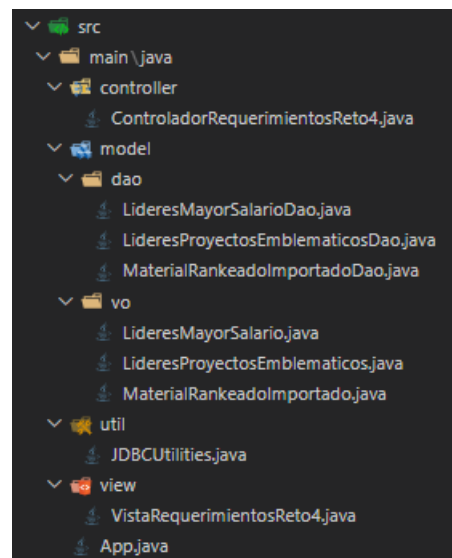 src
main\java
controller
ControladorRequerimientosReto4.java
model
dao
LideresMayorSalarioDao.java
LideresProyectosEmblematicosDao.java
MaterialRankeadoImportadoDao.java
vo
LideresMayorSalario.java
LideresProyectosEmblematicos.java
MaterialRankeadoImportado.java
util
JDBCUtilities.java
view
VistaRequerimientosReto4.java
App.java